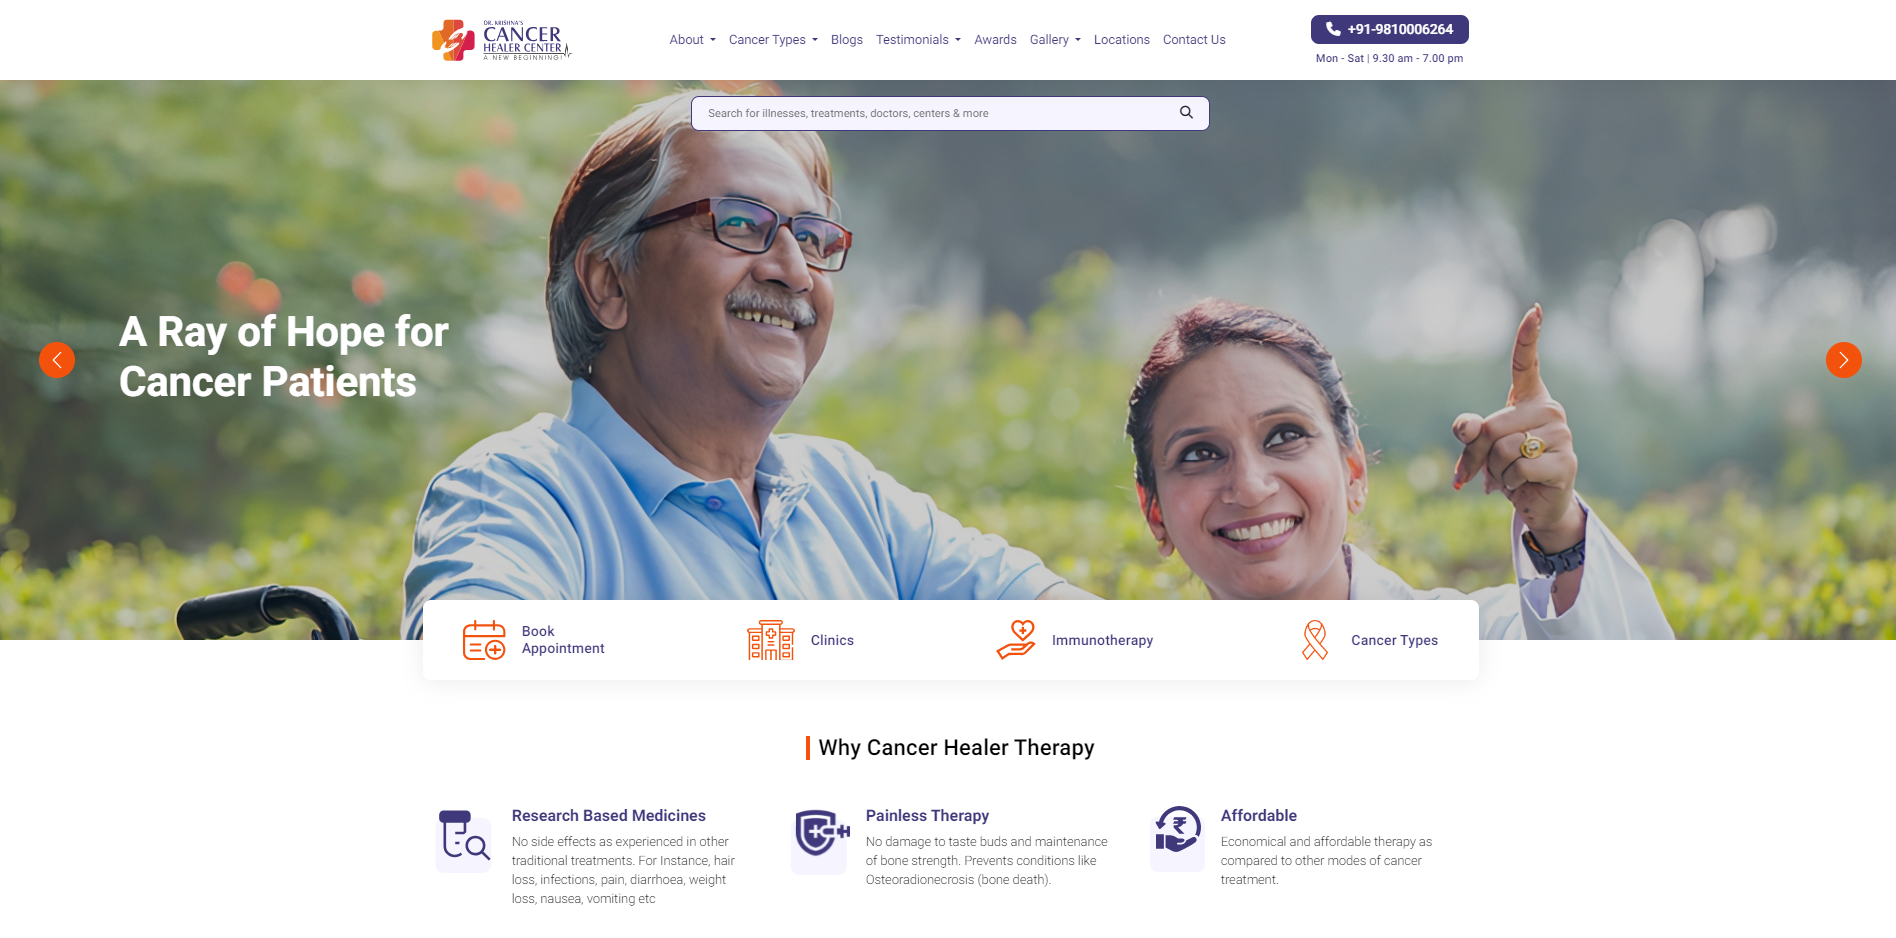 DR. KRISHNA'S
CANCER
HEALER CENTER
A NEW BEGINNING!
About
Cancer Types
Blogs
Testimonials
Awards
Gallery
Locations
Contact Us
+91-9810006264
Mon - Sat | 9.30 am - 7.00 pm
Search for illnesses, treatments, doctors, centers & more
A Ray of Hope for
Cancer Patients
Book
Appointment
Clinics
Immunotherapy
Cancer Types
Why Cancer Healer Therapy
Research Based Medicines
No side effects as experienced in other
traditional treatments. For Instance, hair
loss, infections, pain, diarrhoea, weight
loss, nausea, vomiting etc
Painless Therapy
No damage to taste buds and maintenance
of bone strength. Prevents conditions like
Osteoradionecrosis (bone death).
₹
Affordable
Economical and affordable therapy as
compared to other modes of cancer
treatment.